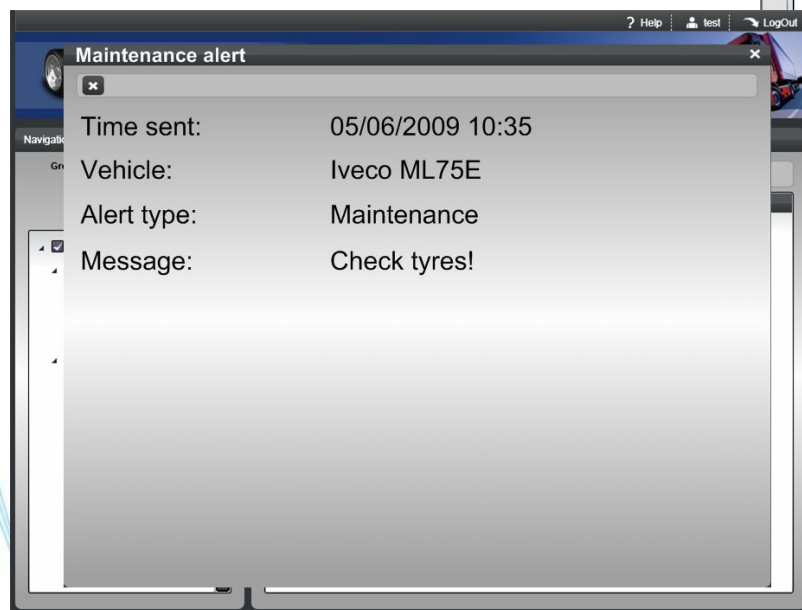 ? Help test LogOut
Maintenance alert
Time sent: 05/06/2009 10:35
Vehicle: Iveco ML75E
Alert type: Maintenance
Message: Check tyres!